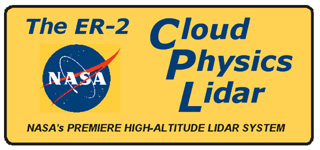 The ER-2
NASA
Cloud
Physics
Lidar
NASA's PREMIERE HIGH-ALTITUDE LIDAR SYSTEM